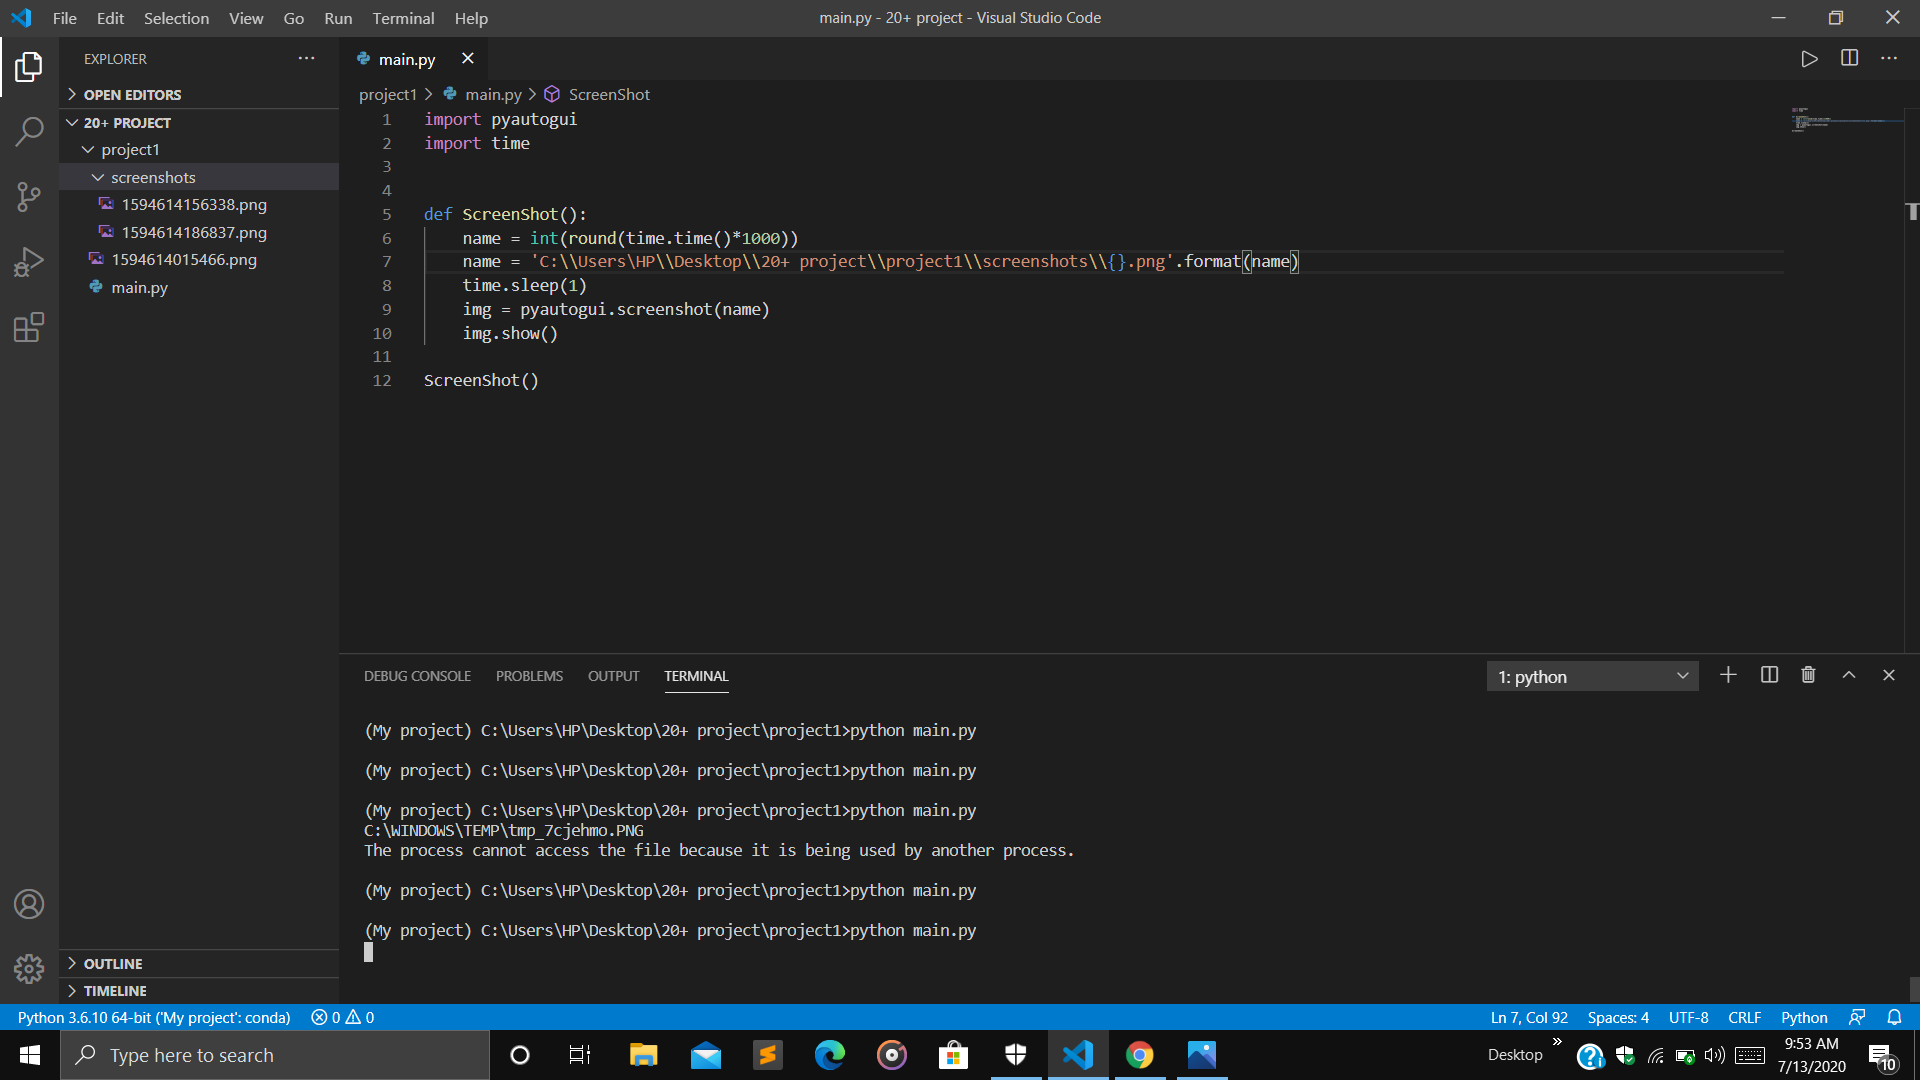 File Edit Selection View Go Run Terminal Help
main.py - 20+ project - Visual Studio Code
EXPLORER
OPEN EDITORS
20+ PROJECT
project1
screenshots
1594614156338.png
1594614186837.png
1594614015466.png
main.py
OUTLINE
TIMELINE
main.py
project1 > main.py > ScreenShot
1 import pyautogui
2 import time
3
4
5 def ScreenShot():
6 name = int(round(time.time()*1000))
7 name = 'C:\\Users\HP\\Desktop\\20+ project\\project1\\screenshots\\{}.png'.format(name)
8 time.sleep(1)
9 img = pyautogui.screenshot(name)
10 img.show()
11
12 ScreenShot()
DEBUG CONSOLE PROBLEMS OUTPUT TERMINAL
1: python
(My project) C:\Users\HP\Desktop\20+ project\project1>python main.py
(My project) C:\Users\HP\Desktop\20+ project\project1>python main.py
(My project) C:\Users\HP\Desktop\20+ project\project1>python main.py
C:\WINDOWS\TEMP\tmp_7cjehmo.PNG
The process cannot access the file because it is being used by another process.
(My project) C:\Users\HP\Desktop\20+ project\project1>python main.py
(My project) C:\Users\HP\Desktop\20+ project\project1>python main.py
Python 3.6.10 64-bit ('My project': conda) 0 0
Ln 7, Col 92 Spaces: 4 UTF-8 CRLF Python
Type here to search
Desktop
9:53 AM
7/13/2020
10